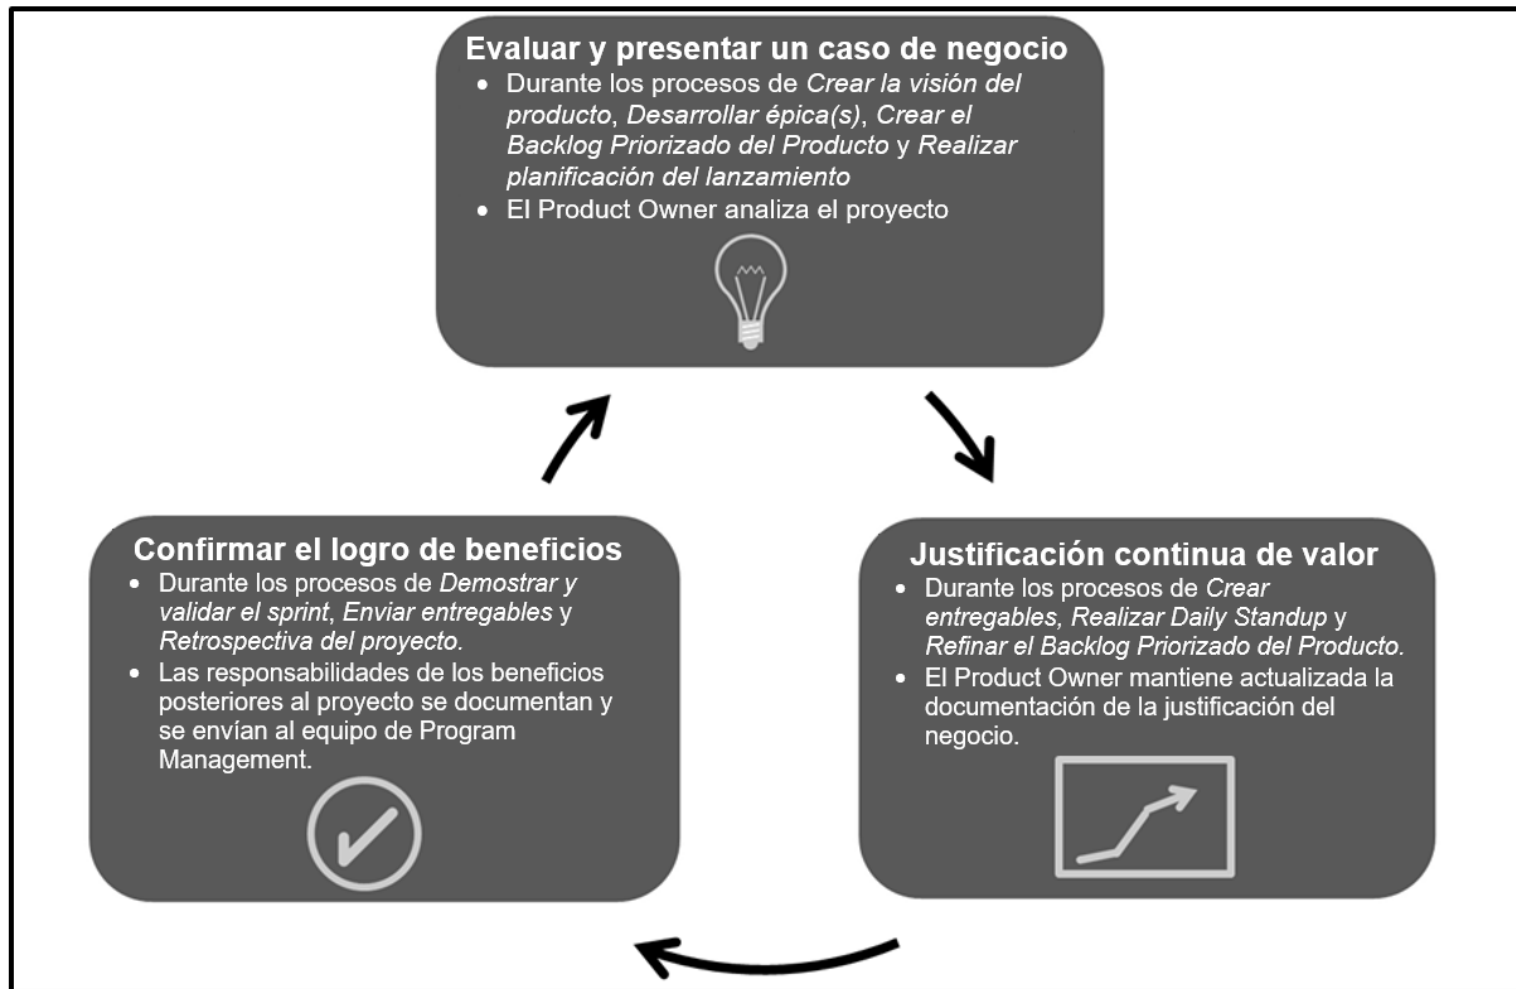 Evaluar y presentar un caso de negocio
• Durante los procesos de Crear la visión del
producto, Desarrollar épica(s), Crear el
Backlog Priorizado del Producto y Realizar
planificación del lanzamiento
• El Product Owner analiza el proyecto
Confirmar el logro de beneficios
• Durante los procesos de Demostrar y
validar el sprint, Enviar entregables y
Retrospectiva del proyecto.
• Las responsabilidades de los beneficios
posteriores al proyecto se documentan y
se envían al equipo de Program
Management.
Justificación continua de valor
• Durante los procesos de Crear
entregables, Realizar Daily Standup y
Refinar el Backlog Priorizado del Producto.
• El Product Owner mantiene actualizada la
documentación de la justificación del
negocio.